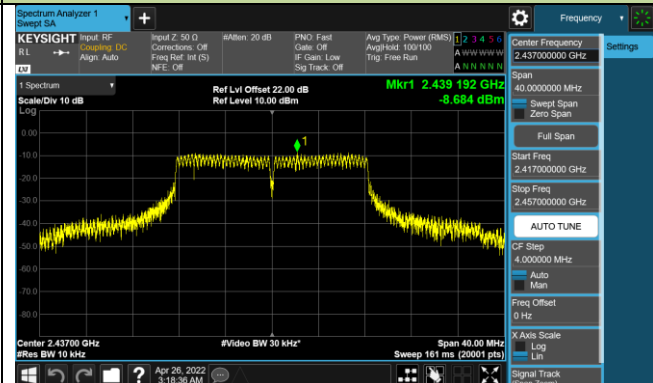 Spectrum Analyzer 1
Swept SA
+
Frequency
KEYSIGHT
Input: RF
Input Z: 50 Ω
#Atten: 20 dB
PNO: Fast
Avg Type: Power (RMS)
1 2 3 4 5 6
R L
Coupling: DC
Corrections: Off
Gate: Off
Avg|Hold: 100/100
A W W W W W
Align: Auto
Freq Ref: Int (S)
IF Gain: Low
Trig: Free Run
NFE: Off
Sig Track: Off
A N N N N N
LXI
1 Spectrum
Ref Lvl Offset 22.00 dB
Mkr1 2.439 192 GHz
Scale/Div 10 dB
Ref Level 10.00 dBm
-8.684 dBm
Log
1
0.00
-10.0
-20.0
-30.0
-40.0
-50.0
-60.0
-70.0
-80.0
Center 2.43700 GHz
#Video BW 30 kHz*
Span 40.00 MHz
#Res BW 10 kHz
Sweep 161 ms (20001 pts)
Apr 26, 2022
3:18:36 AM
?
Center Frequency
2.437000000 GHz
Settings
Span
40.0000000 MHz
Swept Span
Zero Span
Full Span
Start Freq
2.417000000 GHz
Stop Freq
2.457000000 GHz
AUTO TUNE
CF Step
4.000000 MHz
Auto
Man
Freq Offset
0 Hz
X Axis Scale
Log
Lin
Signal Track